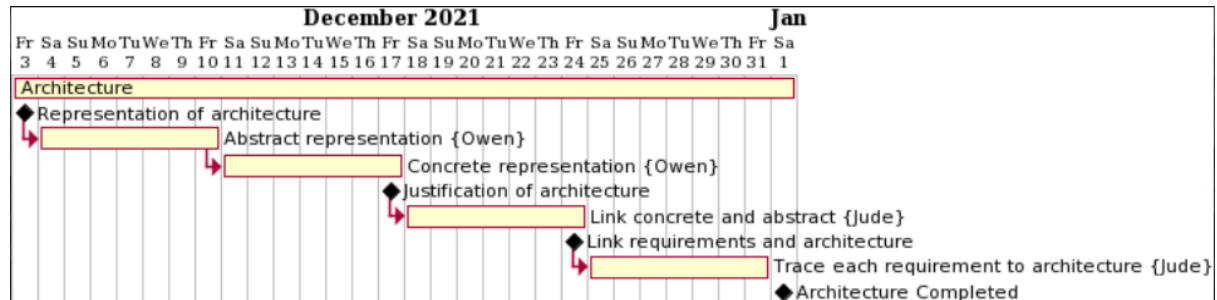 December 2021 Jan
Fr Sa Su Mo Tu We Th Fr Sa Su Mo Tu We Th Fr Sa Su Mo Tu We Th Fr Sa Su Mo Tu We Th Fr Sa
3 4 5 6 7 8 9 10 11 12 13 14 15 16 17 18 19 20 21 22 23 24 25 26 27 28 29 30 31 1
Architecture
Representation of architecture
Abstract representation {Owen}
Concrete representation {Owen}
Justification of architecture
Link concrete and abstract {Jude}
Link requirements and architecture
Trace each requirement to architecture {Jude}
Architecture Completed